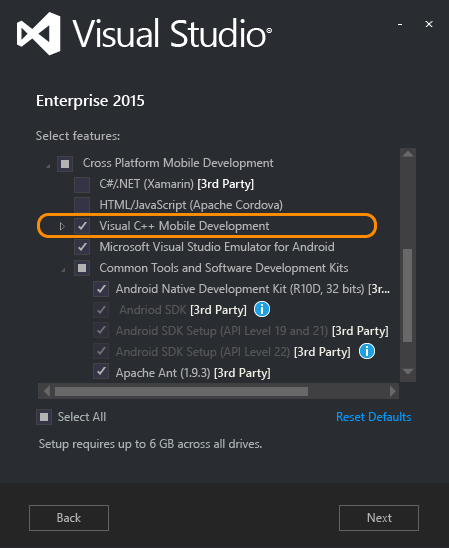 Visual Studio®
Enterprise 2015
Select features:
Cross Platform Mobile Development
C#/.NET (Xamarin) [3rd Party]
HTML/JavaScript (Apache Cordova)
Visual C++ Mobile Development
Microsoft Visual Studio Emulator for Android
Common Tools and Software Development Kits
Android Native Development Kit (R10D, 32 bits) [3r...
Andriod SDK [3rd Party]
Android SDK Setup (API Level 19 and 21) [3rd Party]
Android SDK Setup (API Level 22) [3rd Party]
Apache Ant (1.9.3) [3rd Party]
Select All
Reset Defaults
Setup requires up to 6 GB across all drives.
Back
Next